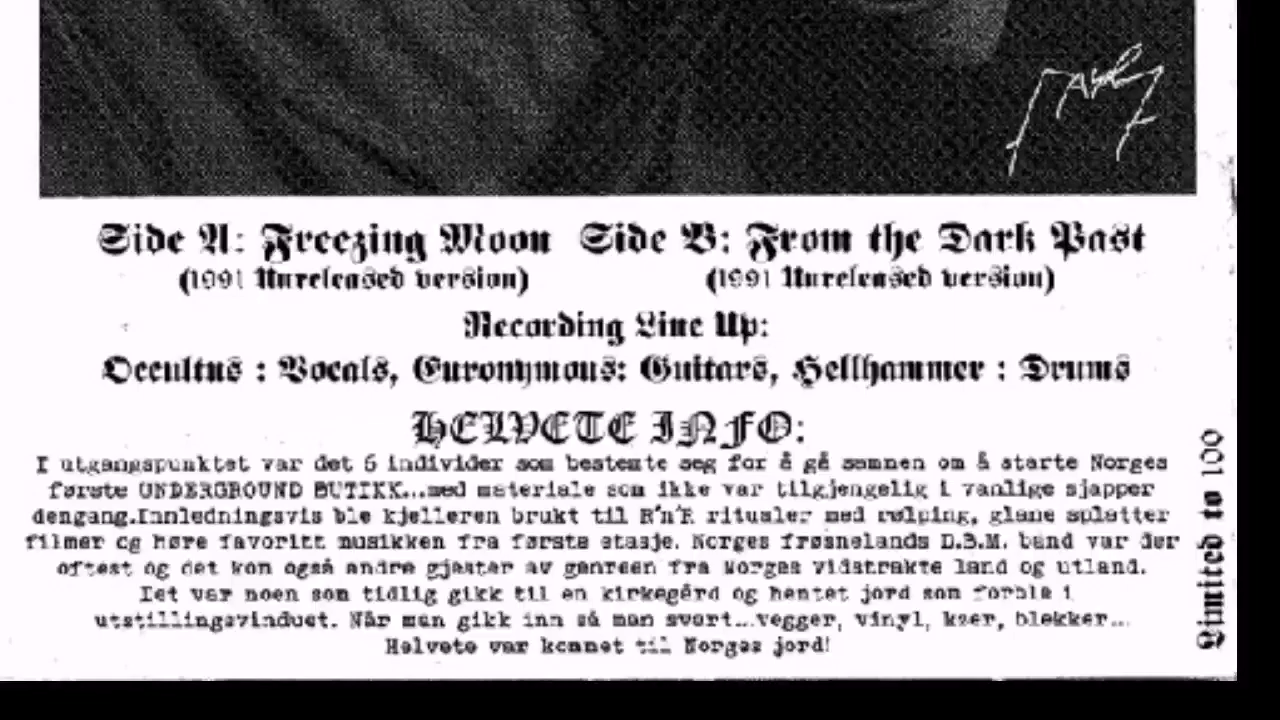 Side A: Freezing Moon Side B: From the Dark Past
(1991 Unreleased version) (1991 Unreleased version)
Recording Line Up:
Occultus : Vocals, Euronymous: Guitars, Hellhammer : Drums
HELVETE INFO:
I utgangspunktet var det 6 individer som bestemte seg for å gå sammen om å starte Norges
første UNDERGROUND BUTIKK...med materiale som ikke var tilgjengelig i vanlige sjapper
dengang.Innledningsvis ble kjelleren brukt til R'n'R ritualer med rølping, glane splatter
filmer og høre favoritt musikken fra første etasje. Norges frøsnelands D.B.M. band var der
oftest og det kom også andre gjester av genreen fra Norges vidstrakte land og utland.
Det var noen som tidlig gikk til en kirkegård og hentet jord som forble i
utstillingsvinduet. Når man gikk inn så man svart...vegger, vinyl, klær, blekker...
Helvete var kommet til Norges jord!
Limited to 100